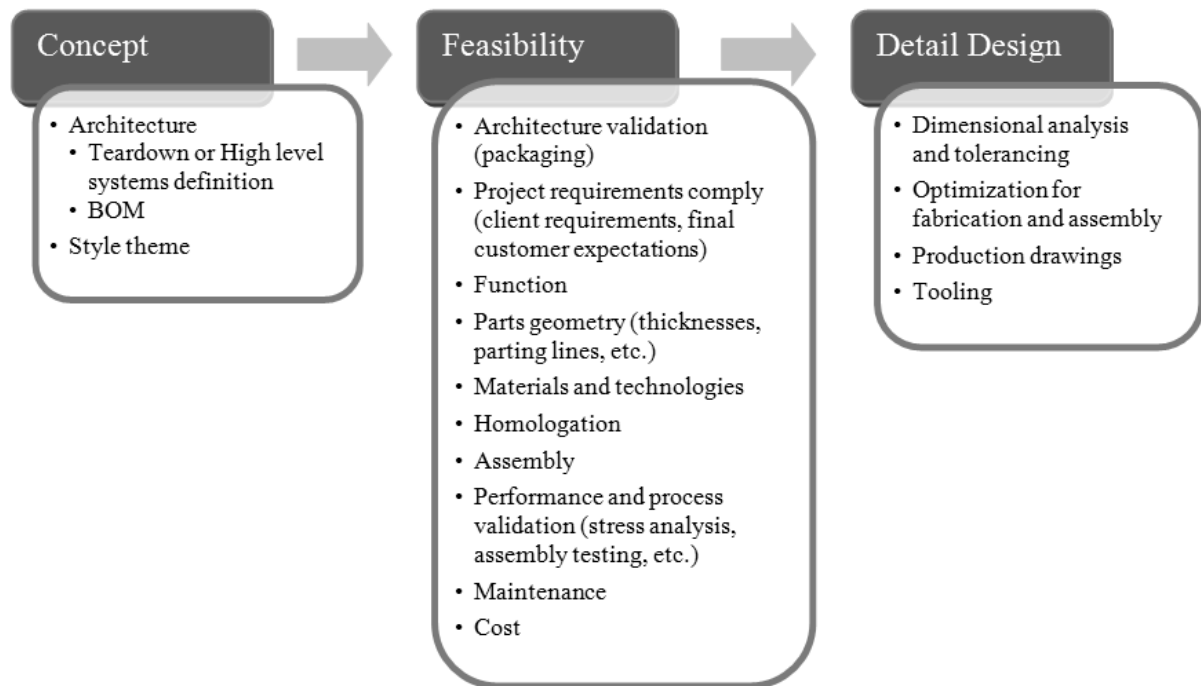 Concept
• Architecture
• Teardown or High level
systems definition
• BOM
• Style theme
Feasibility
• Architecture validation
(packaging)
• Project requirements comply
(client requirements, final
customer expectations)
• Function
• Parts geometry (thicknesses,
parting lines, etc.)
• Materials and technologies
• Homologation
• Assembly
• Performance and process
validation (stress analysis,
assembly testing, etc.)
• Maintenance
• Cost
Detail Design
• Dimensional analysis
and tolerancing
• Optimization for
fabrication and assembly
• Production drawings
• Tooling